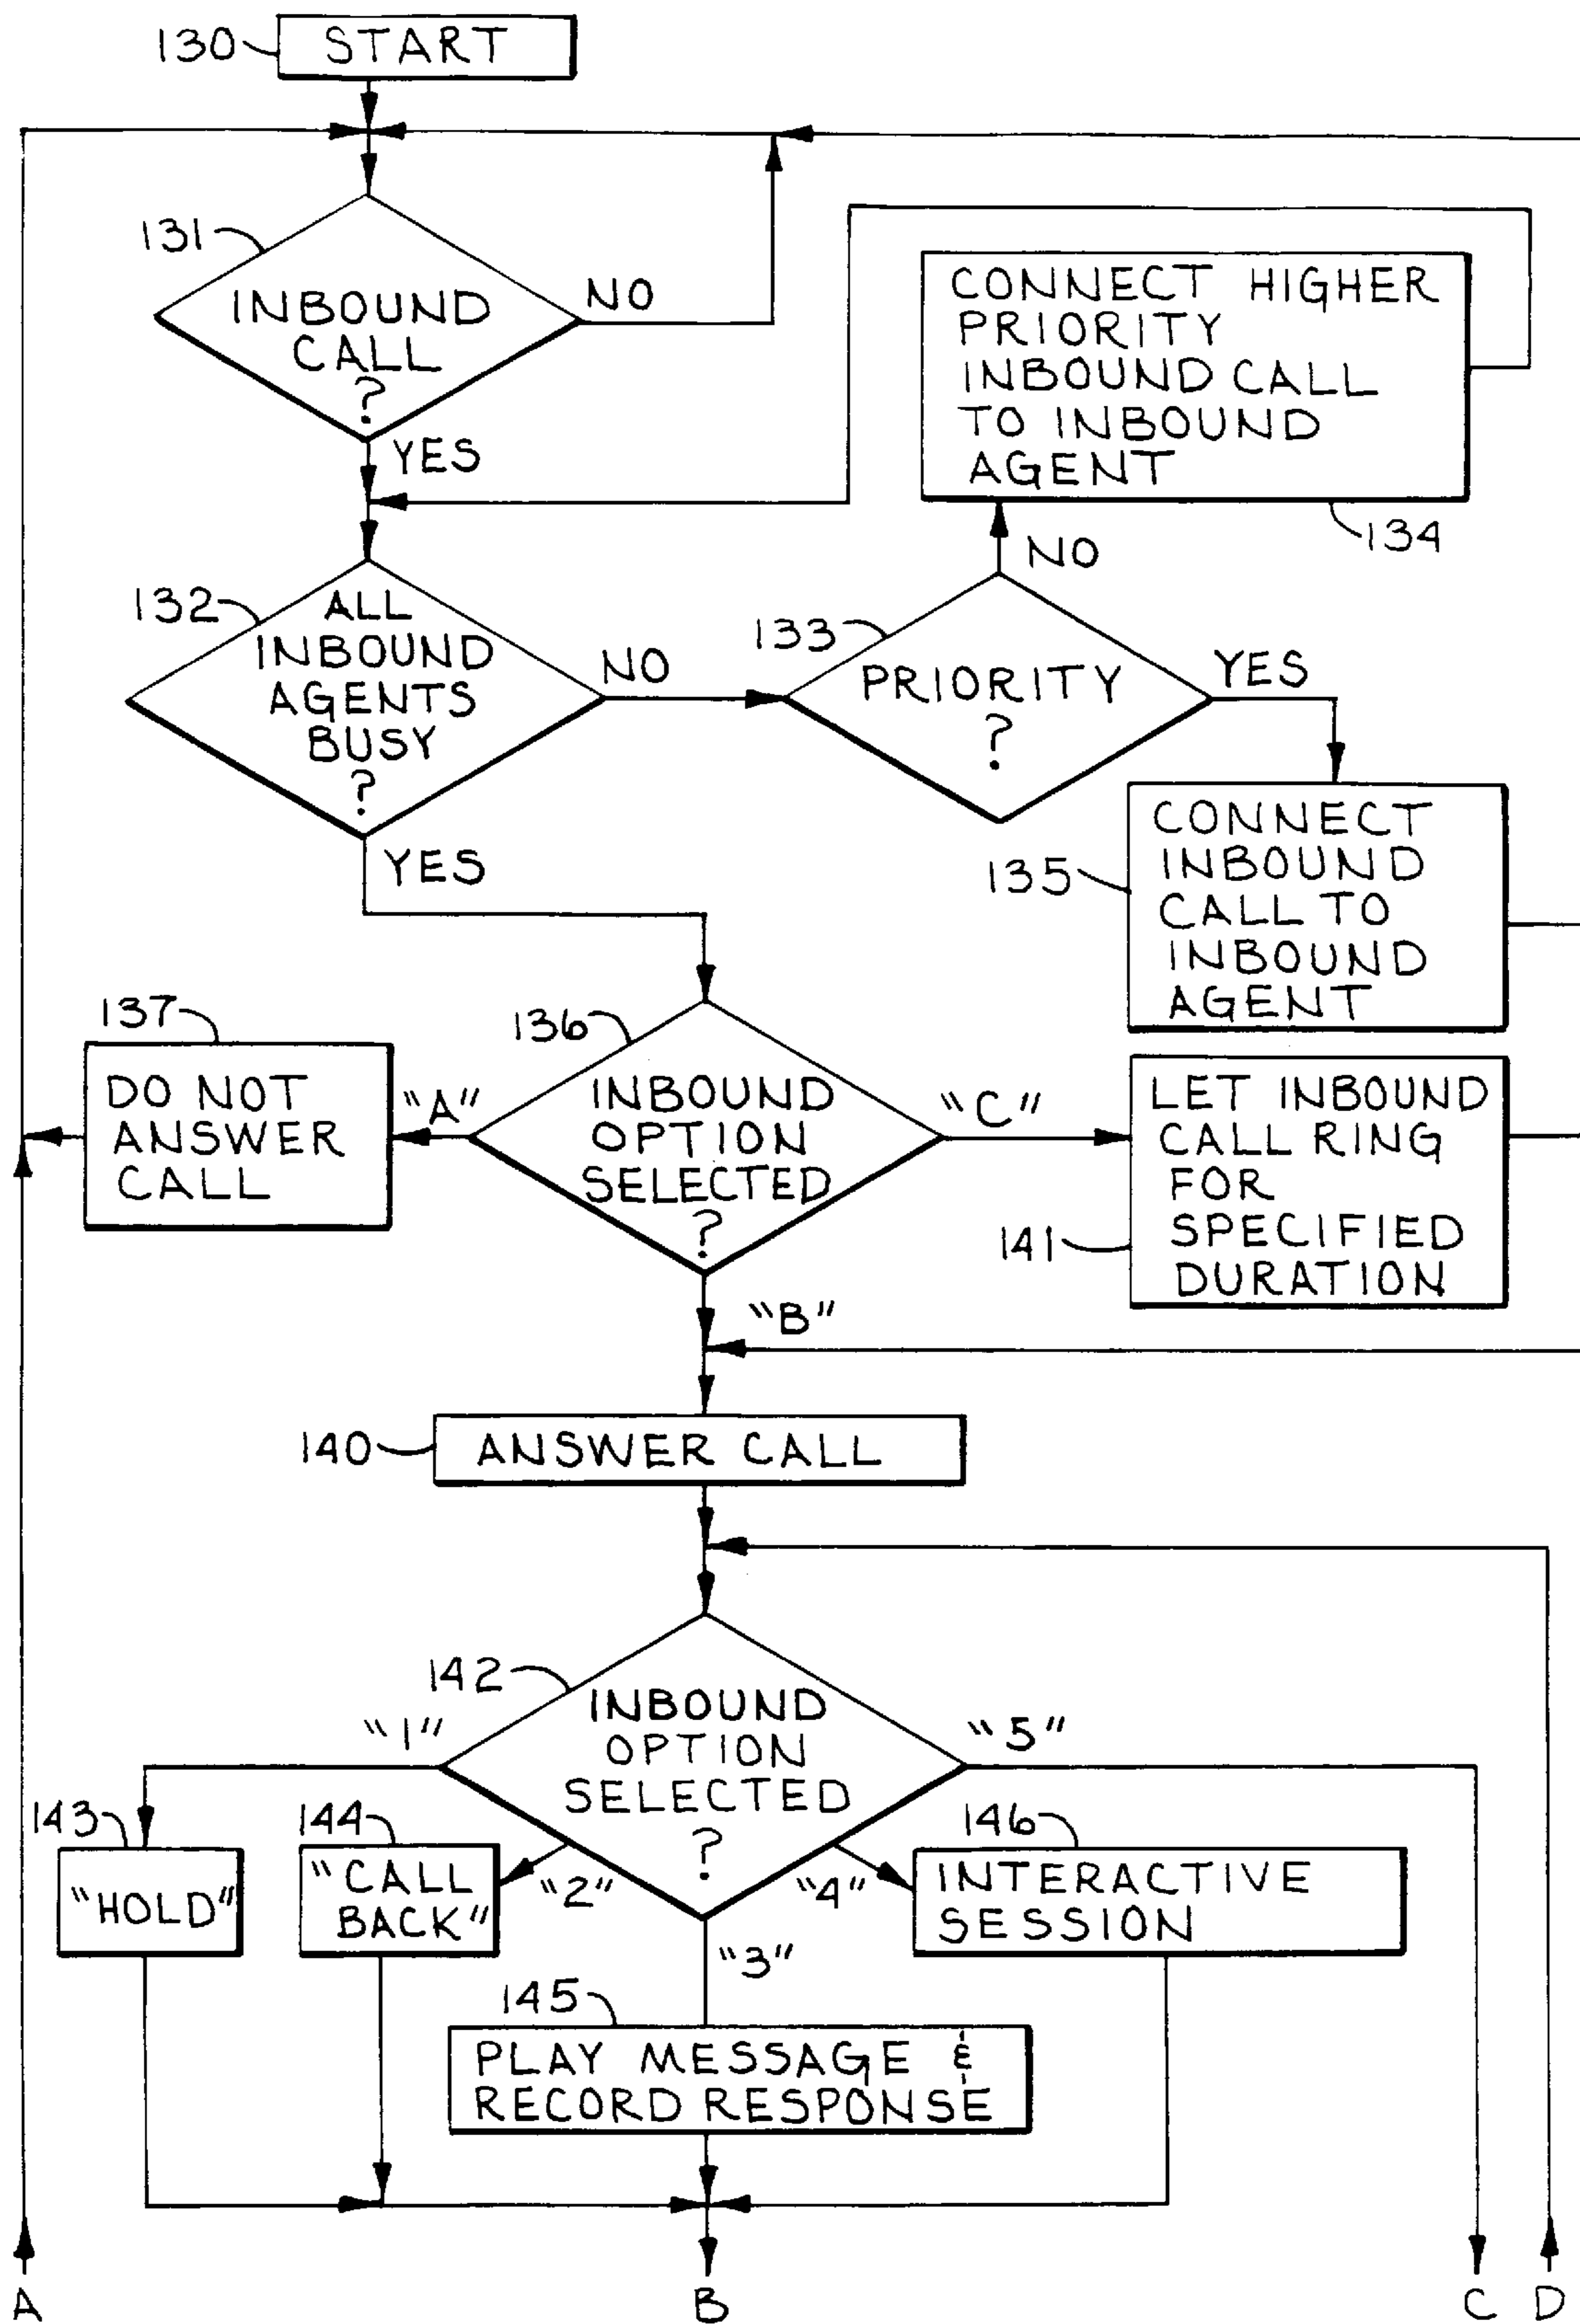 130
START
131
INBOUND
CALL
?
NO
YES
CONNECT HIGHER
PRIORITY
INBOUND CALL
TO INBOUND
AGENT
134
132
ALL
INBOUND
AGENTS
BUSY
?
NO
YES
133
PRIORITY
?
NO
YES
135
CONNECT
INBOUND
CALL TO
INBOUND
AGENT
137
DO NOT
ANSWER
CALL
"A"
136
INBOUND
OPTION
SELECTED
?
"C"
"B"
141
LET INBOUND
CALL RING
FOR
SPECIFIED
DURATION
140
ANSWER CALL
142
INBOUND
OPTION
SELECTED
?
"1"
"5"
143
"HOLD"
144
"CALL
BACK"
"2"
"3"
"4"
146
INTERACTIVE
SESSION
145
PLAY MESSAGE &
RECORD RESPONSE
A
B
C
D